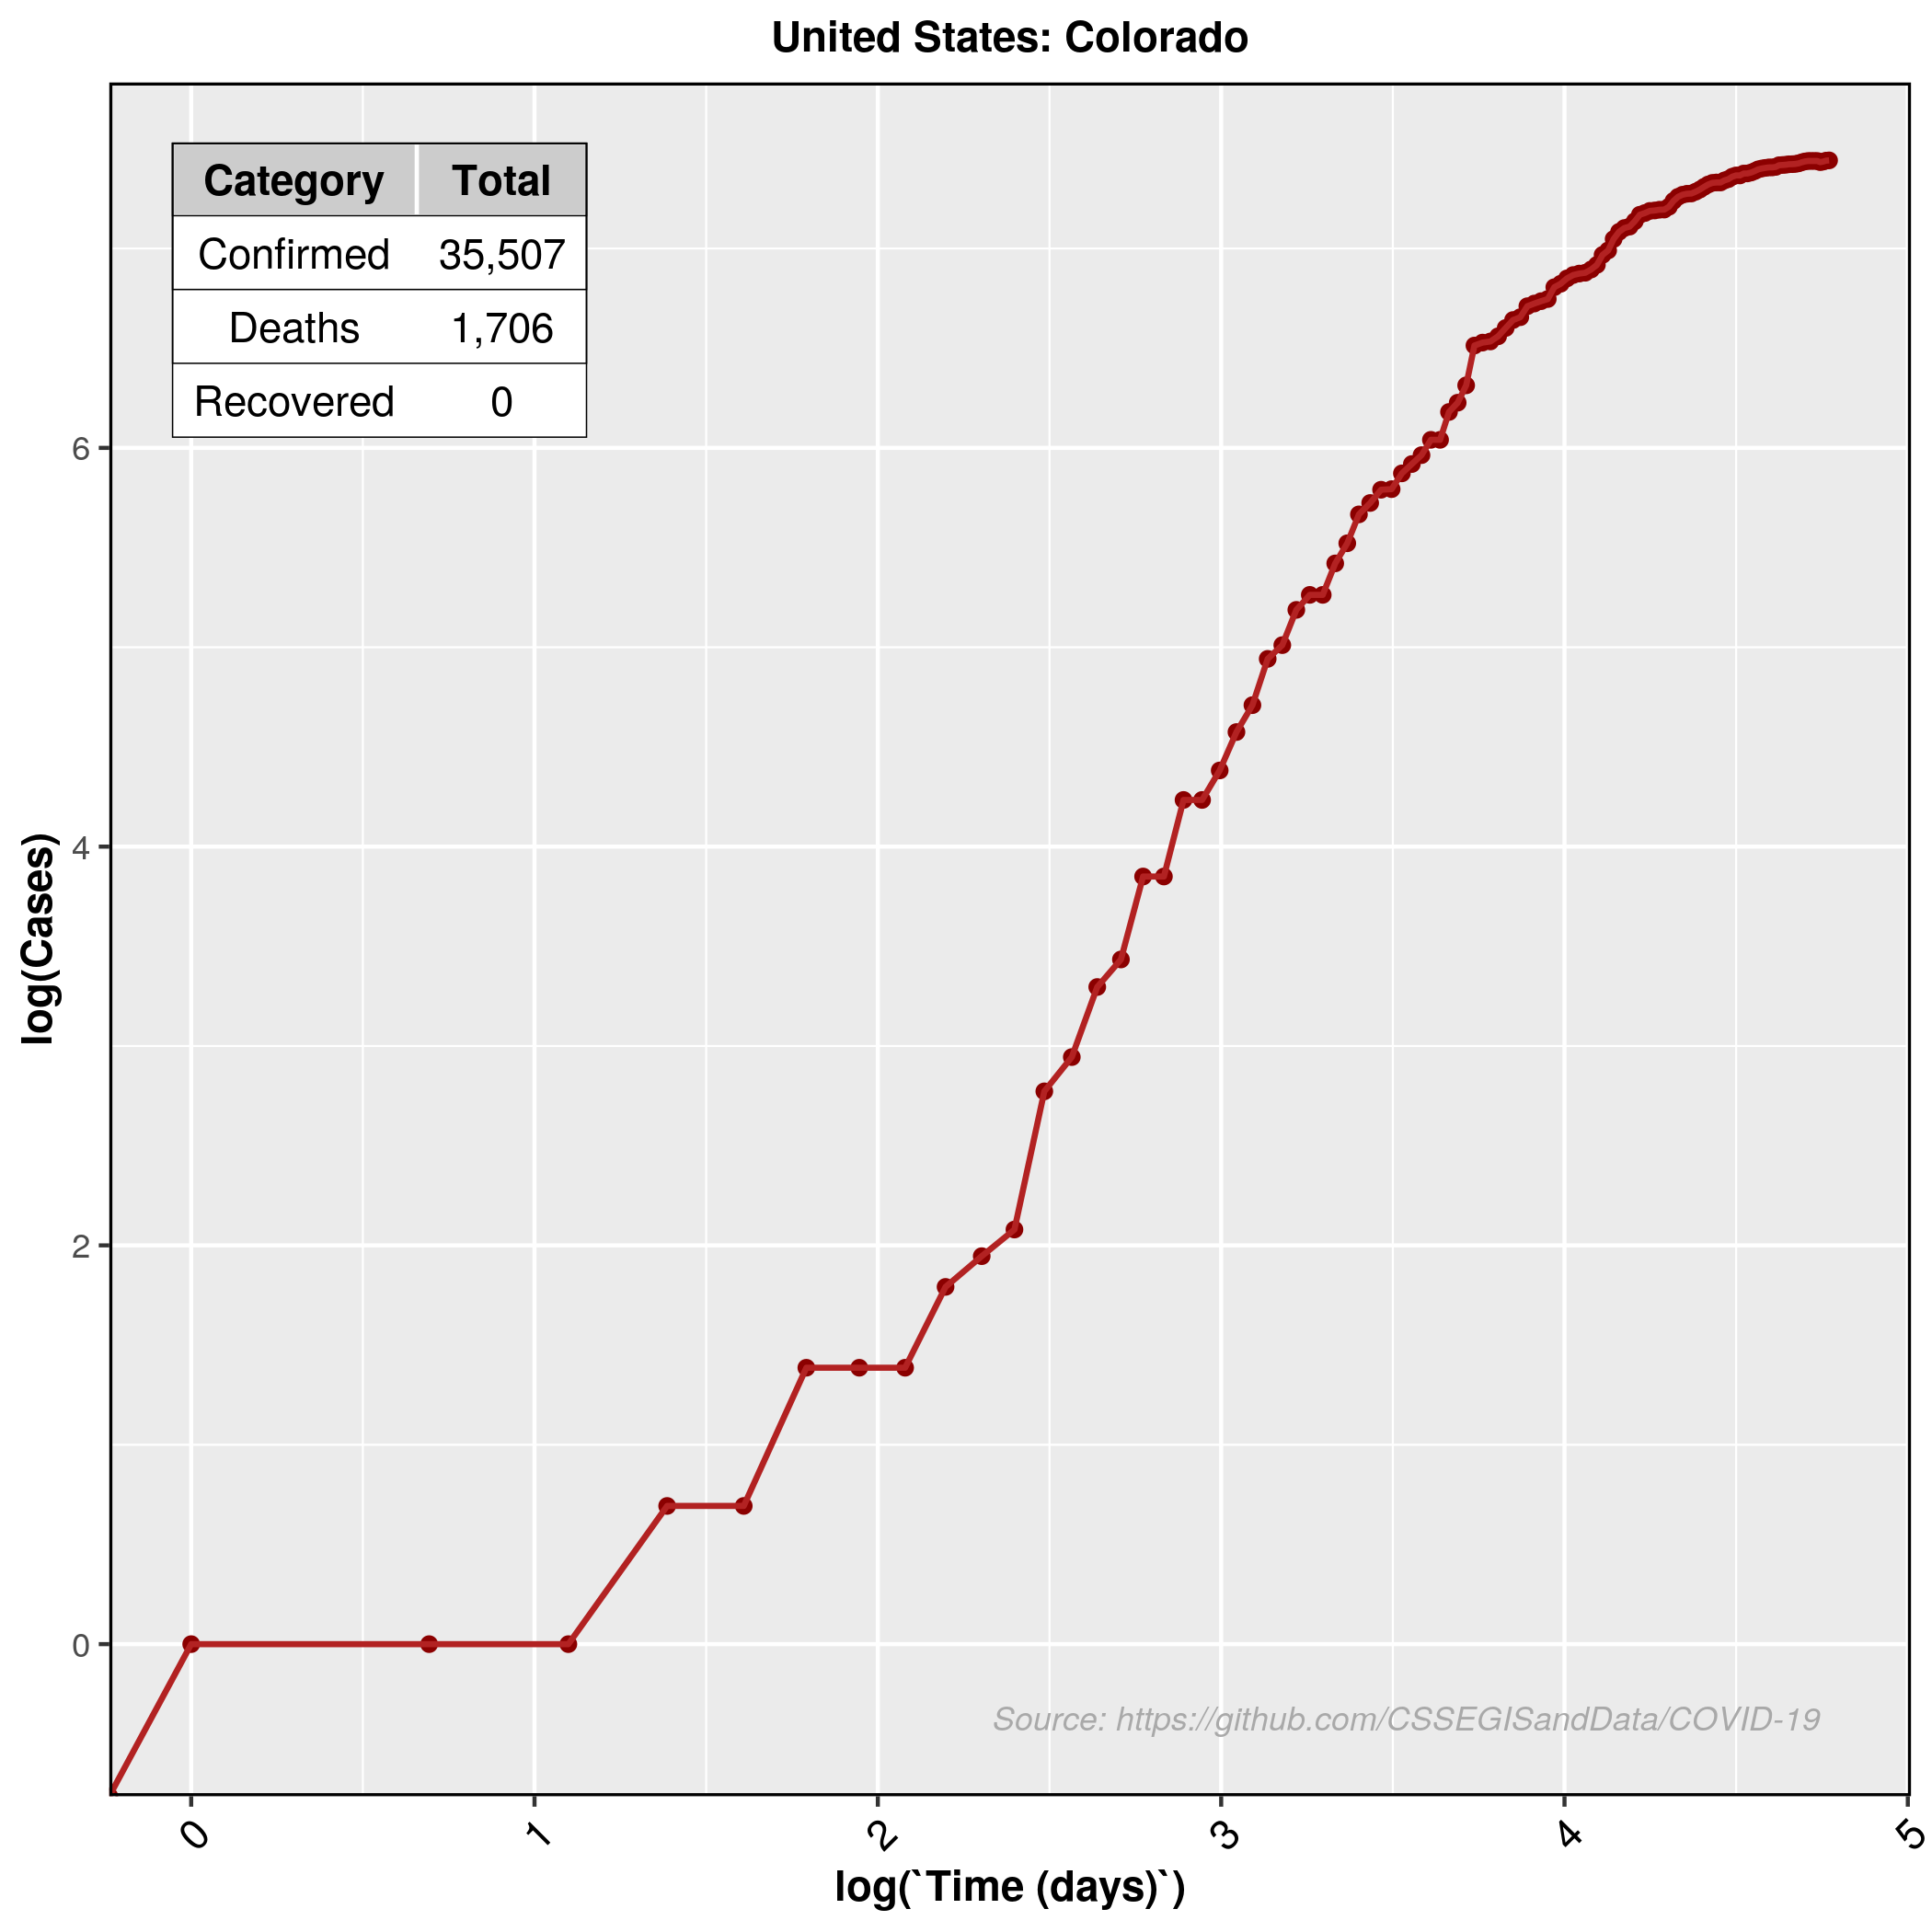 United States: Colorado
Category Total
Confirmed 35,507
Deaths 1,706
Recovered 0
6
4
2
0
log(Cases)
Source: https://github.com/CSSEGISandData/COVID-19
0 1 2 3 4 5
log(`Time (days)`)